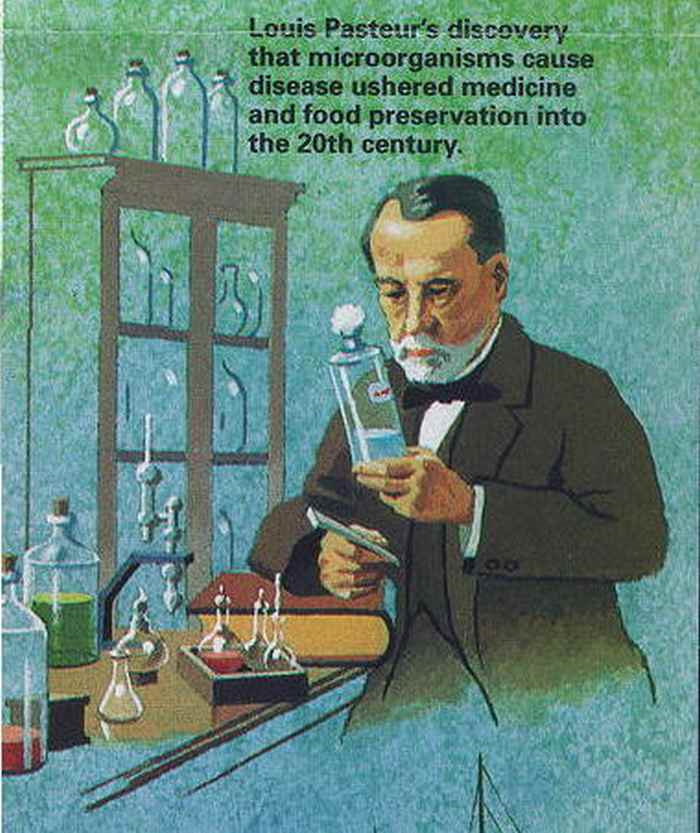 Louis Pasteur's discovery
that microorganisms cause
disease ushered medicine
and food preservation into
the 20th century.